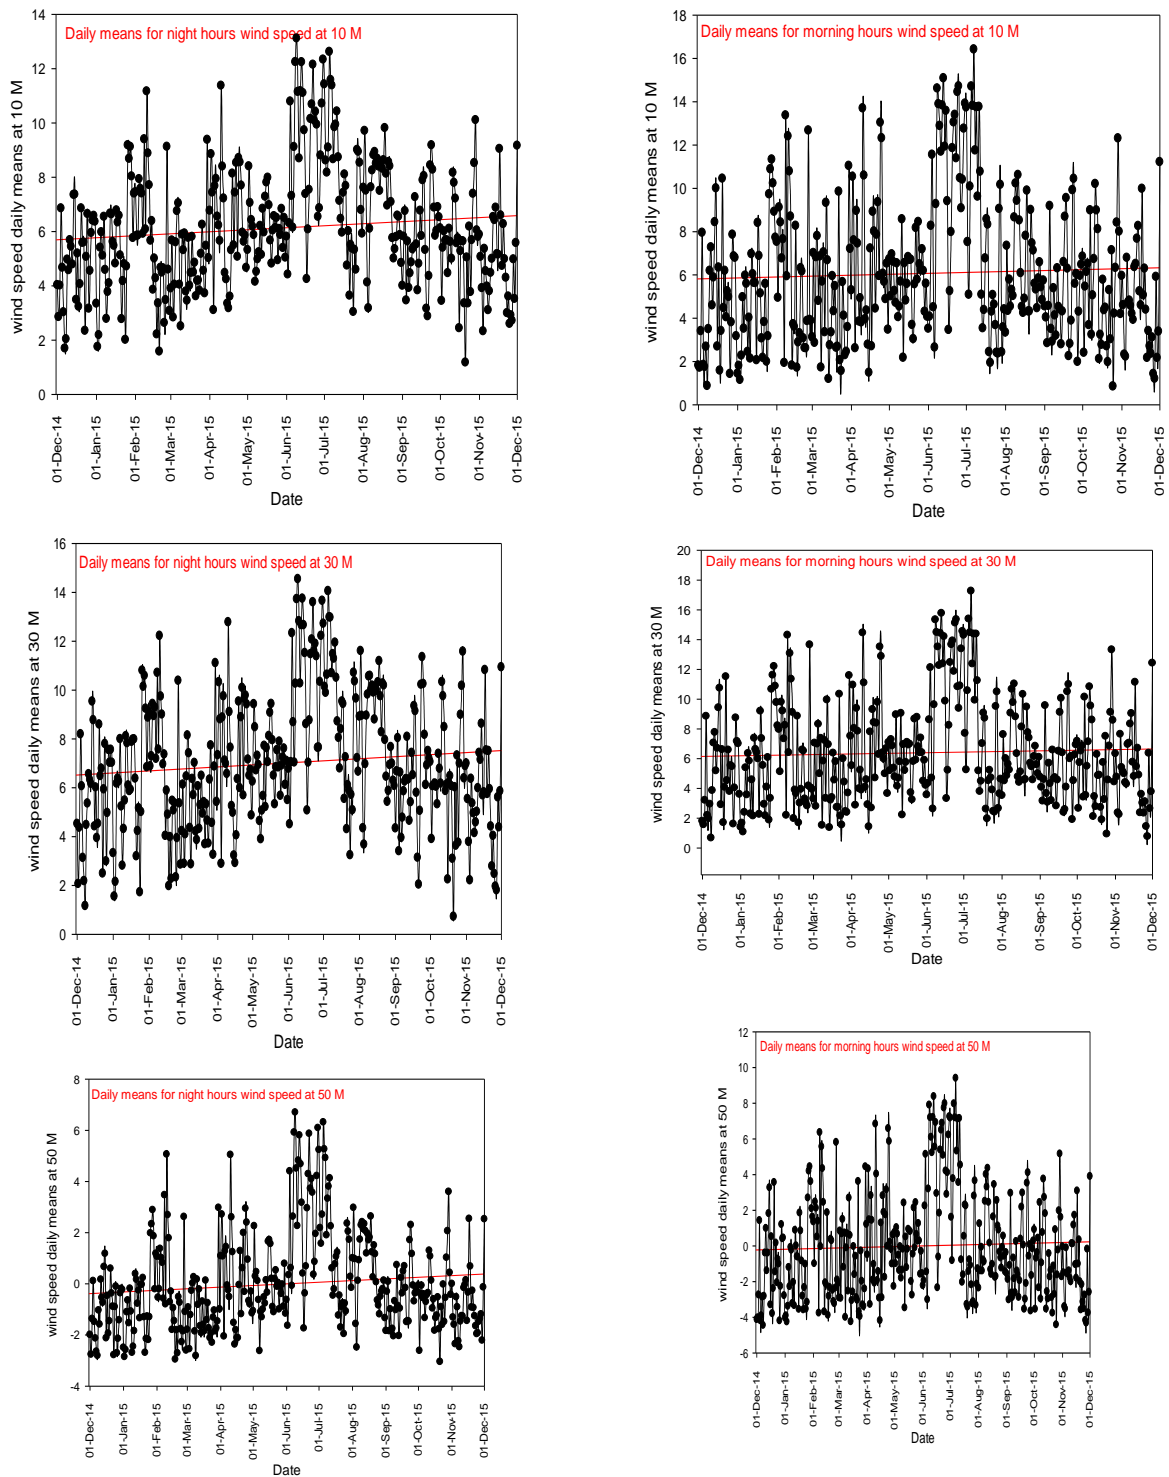 Daily means for night hours wind speed at 10 M
wind speed daily means at 10 M
14
12
10
8
6
4
2
0
01-Dec-14
01-Jan-15
01-Feb-15
01-Mar-15
01-Apr-15
01-May-15
01-Jun-15
01-Jul-15
01-Aug-15
01-Sep-15
01-Oct-15
01-Nov-15
01-Dec-15
Date
Daily means for morning hours wind speed at 10 M
wind speed daily means at 10 M
18
16
14
12
10
8
6
4
2
0
01-Dec-14
01-Jan-15
01-Feb-15
01-Mar-15
01-Apr-15
01-May-15
01-Jun-15
01-Jul-15
01-Aug-15
01-Sep-15
01-Oct-15
01-Nov-15
01-Dec-15
Date
Daily means for night hours wind speed at 30 M
wind speed daily means at 30 M
16
14
12
10
8
6
4
2
0
01-Dec-14
01-Jan-15
01-Feb-15
01-Mar-15
01-Apr-15
01-May-15
01-Jun-15
01-Jul-15
01-Aug-15
01-Sep-15
01-Oct-15
01-Nov-15
01-Dec-15
Date
Daily means for morning hours wind speed at 30 M
wind speed daily means at 30 M
20
18
16
14
12
10
8
6
4
2
0
01-Dec-14
01-Jan-15
01-Feb-15
01-Mar-15
01-Apr-15
01-May-15
01-Jun-15
01-Jul-15
01-Aug-15
01-Sep-15
01-Oct-15
01-Nov-15
01-Dec-15
Date
Daily means for night hours wind speed at 50 M
wind speed daily means at 50 M
8
6
4
2
0
-2
-4
01-Dec-14
01-Jan-15
01-Feb-15
01-Mar-15
01-Apr-15
01-May-15
01-Jun-15
01-Jul-15
01-Aug-15
01-Sep-15
01-Oct-15
01-Nov-15
01-Dec-15
Date
Daily means for morning hours wind speed at 50 M
wind speed daily means at 50 M
12
10
8
6
4
2
0
-2
-4
-6
01-Dec-14
01-Jan-15
01-Feb-15
01-Mar-15
01-Apr-15
01-May-15
01-Jun-15
01-Jul-15
01-Aug-15
01-Sep-15
01-Oct-15
01-Nov-15
01-Dec-15
Date